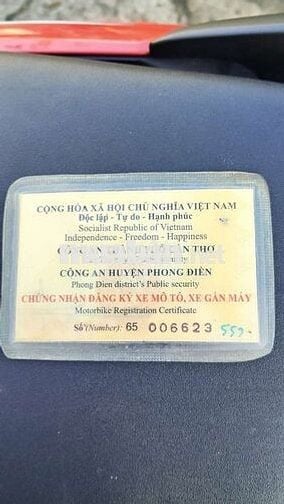 CỘNG HÒA XÃ HỘI CHỦ NGHĨA VIỆT NAM
Độc lập - Tự do - Hạnh phúc
Socialist Republic of Vietnam
Independence - Freedom - Happiness
CÔNG AN HUYỆN PHONG ĐIỀN
Phong Dien district's Public security
CHỨNG NHẬN ĐĂNG KÝ XE MÔ TÔ, XE GẮN MÁY
Motorbike Registration Certificate
Số (Number): 65 006623 559